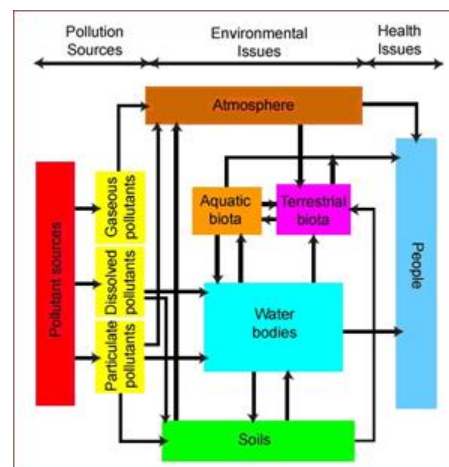 Pollution
Sources
Environmental
Issues
Health
Issues
Atmosphere
Pollutant sources
Gaseous
pollutants
Dissolved
pollutants
Particulate
pollutants
Aquatic
biota
Terrestrial
biota
Water
bodies
Soils
People